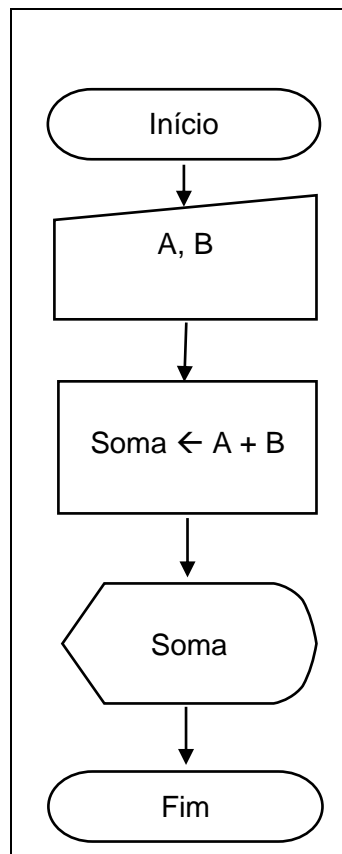 Início
A, B
Soma ← A + B
Soma
Fim